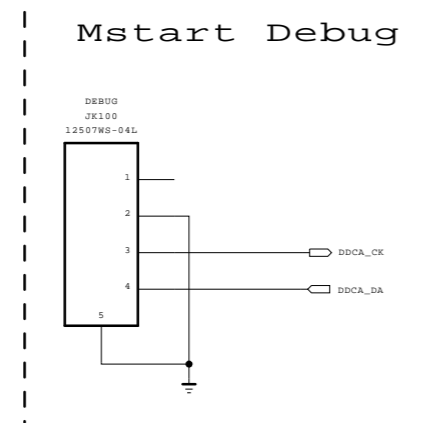 Mstart Debug
DEBUG
JK100
12507WS-04L
1
2
3 DDCA_CK
4 DDCA_DA
5